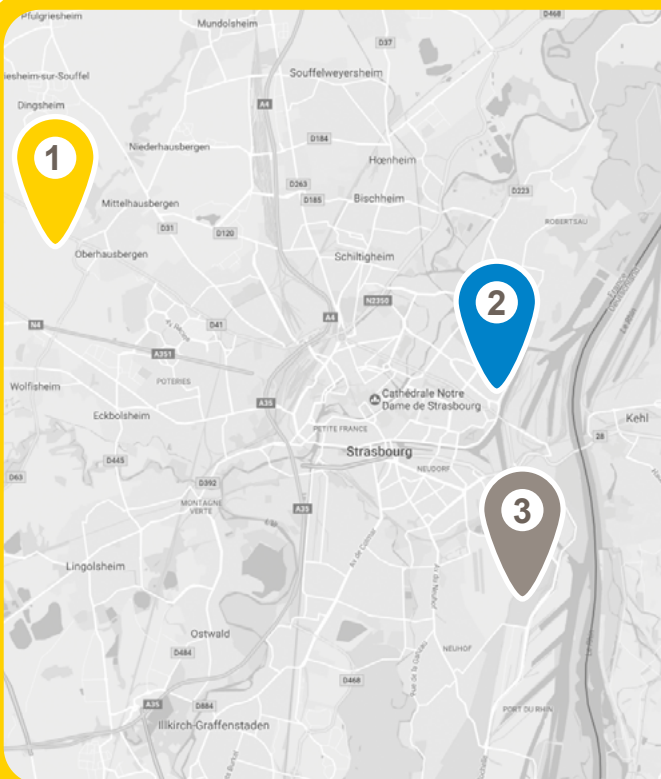 Pfulgriesheim
D468
Mundolsheim
D37
iesheim-sur-Souffel
Souffelweyersheim
Dingsheim
A4
D184
1
Niederhausbergen
Hœnheim
D263
D223
D185
Bischheim
Mittelhausbergen
ROBERTSAU
D31
D120
Oberhausbergen
Schiltigheim
2
N2350
A4
N4
D41
A351
Wolfisheim
POTERIES
Cathédrale Notre
Dame de Strasbourg
A35
Eckbolsheim
Kehl
PETITE FRANCE
28
Strasbourg
D445
NEUDORF
D63
D392
MONTAGNE
VERTE
A35
3
Lingolsheim
Ostwald
NEUHOF
D484
D468
A35
D884
PORT DU RHIN
Illkirch-Graffenstaden